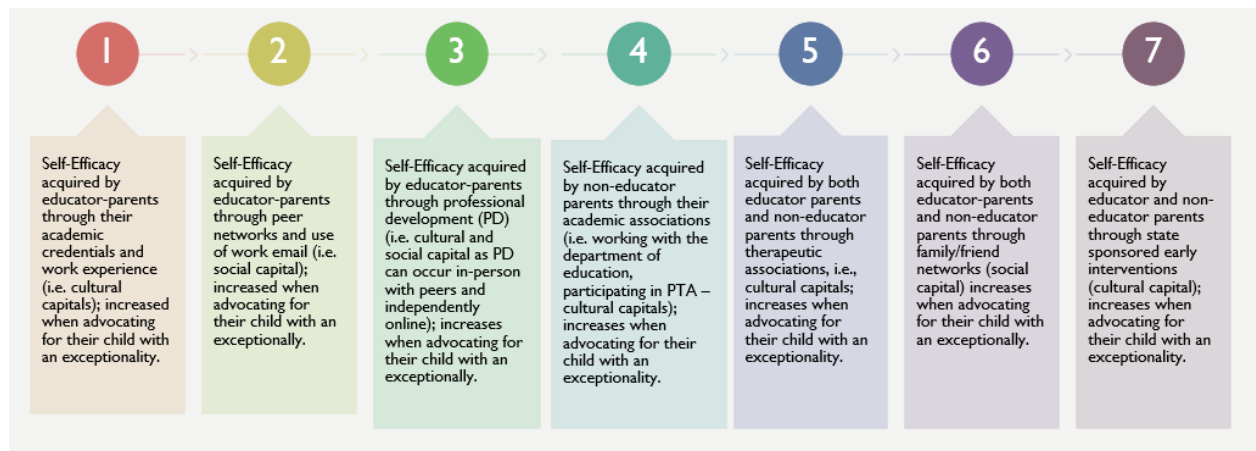 1
2
3
4
5
6
7
Self-Efficacy
acquired by
educator-parents
through their
academic
credentials and
work experience
(i.e. cultural
capitals); increased
when advocating
for their child with
an exceptionality.
Self-Efficacy
acquired by
educator-parents
through peer
networks and use
of work email (i.e.
social capital);
increased when
advocating for
their child with an
exceptionally.
Self-Efficacy acquired
by educator-parents
through professional
development (PD)
(i.e. cultural and
social capital as PD
can occur in-person
with peers and
independently
online); increases
when advocating for
their child with an
exceptionally.
Self-Efficacy acquired
by non-educator
parents through their
academic associations
(i.e. working with the
department of
education,
participating in PTA –
cultural capitals);
increases when
advocating for their
child with an
exceptionality.
Self-Efficacy
acquired by both
educator parents
and non-educator
parents through
therapeutic
associations, i.e.,
cultural capitals;
increases when
advocating for
their child with an
exceptionality.
Self-Efficacy
acquired by both
educator-parents
and non-educator
parents through
family/friend
networks (social
capital) increases
when advocating
for their child with
an exceptionally.
Self-Efficacy
acquired by
educator and non-
educator parents
through state
sponsored early
interventions
(cultural capital);
increases when
advocating for
their child with an
exceptionality.